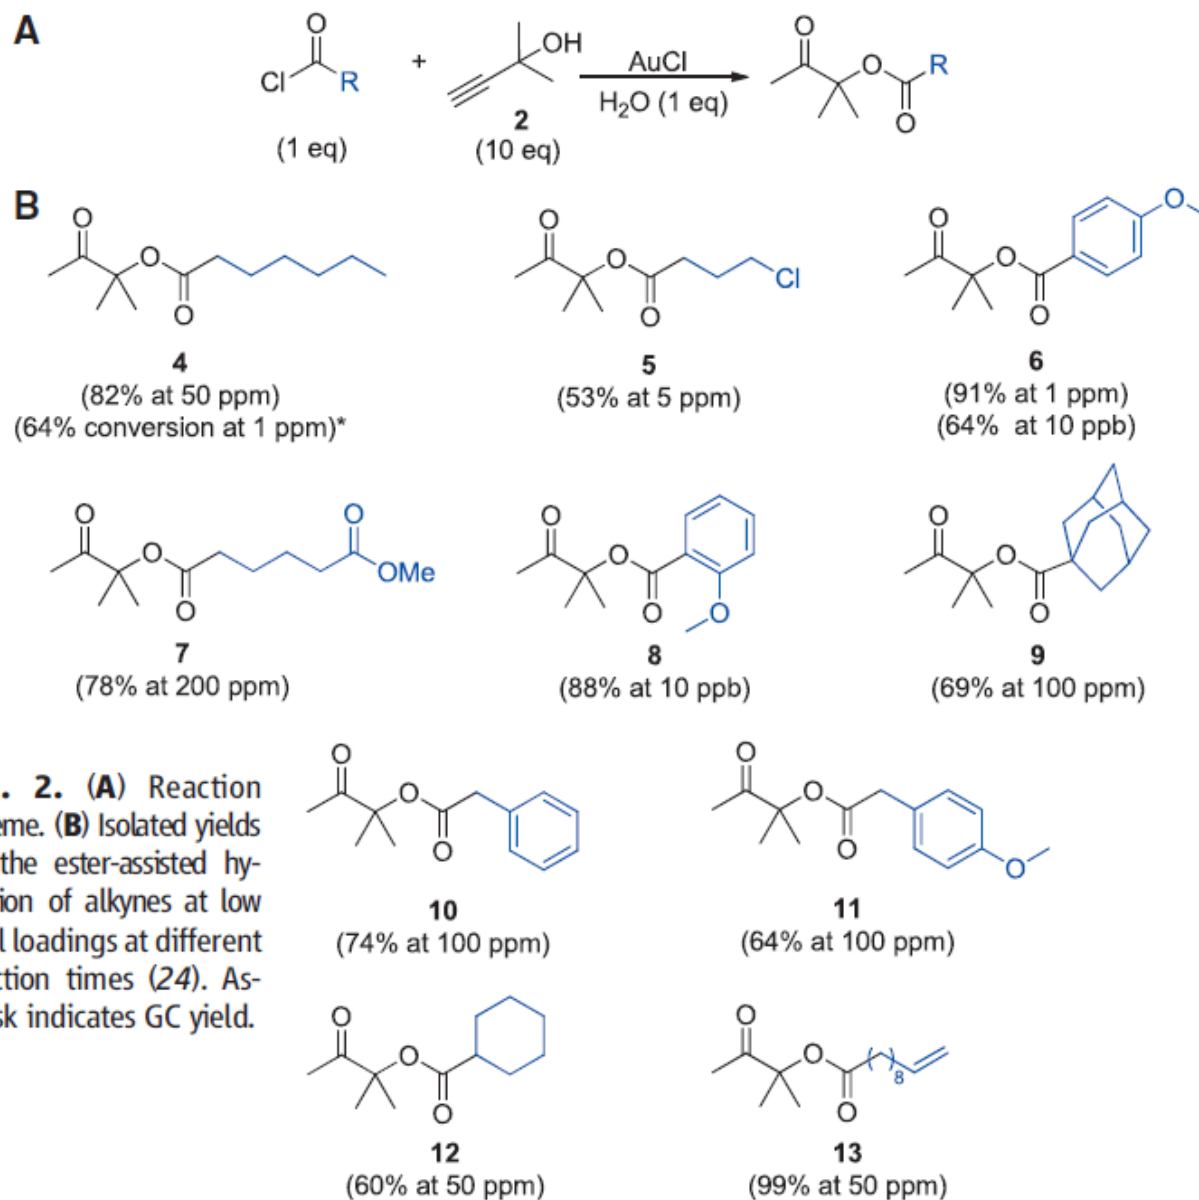 A
O
Cl
R
(1 eq)
+
OH
2
(10 eq)
AuCl
H₂O (1 eq)
O
O
R
O
B
O
O
O
4
(82% at 50 ppm)
(64% conversion at 1 ppm)*
O
O
O
Cl
5
(53% at 5 ppm)
O
O
O
O
6
(91% at 1 ppm)
(64% at 10 ppb)
O
O
O
O
OMe
7
(78% at 200 ppm)
O
O
O
O
8
(88% at 10 ppb)
O
O
O
9
(69% at 100 ppm)
. 2. (A) Reaction
eme. (B) Isolated yields
the ester-assisted hy-
ion of alkynes at low
l loadings at different
ction times (24). As-
sk indicates GC yield.
O
O
O
10
(74% at 100 ppm)
O
O
O
O
11
(64% at 100 ppm)
O
O
O
12
(60% at 50 ppm)
O
O
O
( )8
13
(99% at 50 ppm)